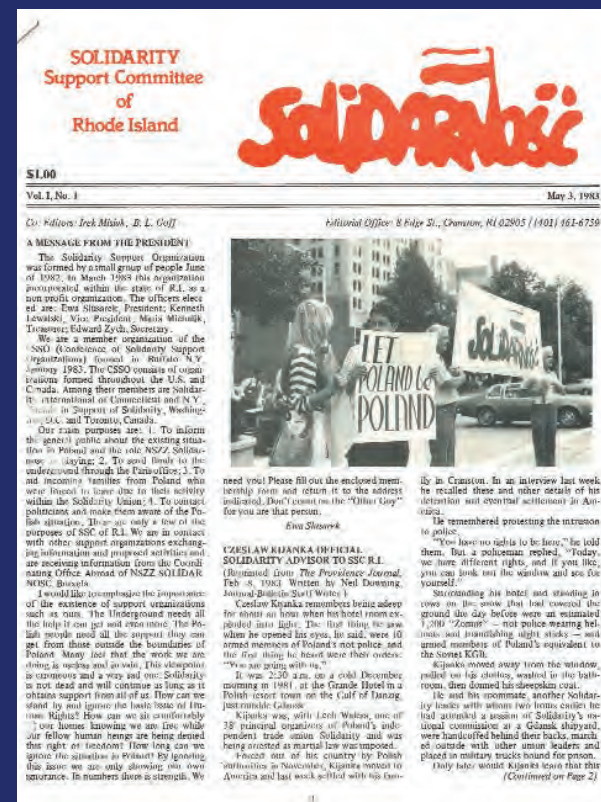 SOLIDARITY
Support Committee
of
Rhode Island
SOLIDARNOŚĆ
$1.00
Vol. I, No. 1
May 3, 1983
Co-Editors: Irek Misiuk, B. L. Goff
Editorial Office: 8 Edge St., Cranston, RI 02905 / (401) 461-6759
A MESSAGE FROM THE PRESIDENT
The Solidarity Support Organization
was formed by a small group of people June
of 1982. In March 1983 this organization
incorporated within the state of R.I. as a
non profit organization. The officers elect-
ed are: Ewa Slusarek, President; Kenneth
Lewalski, Vice President, Maria Michalik,
Treasurer; Edward Zych, Secretary.
We are a member organization of the
CSSO (Conference of Solidarity Support
Organizations) formed in Buffalo N.Y.
January 1983. The CSSO consists of organ-
izations formed throughout the U.S. and
Canada. Among their members are Solidar-
ity International of Connecticut and N.Y.,
in Support of Solidarity, Washing-
ton, D.C. and Toronto, Canada.
Our main purposes are: 1. To inform
the general public about the existing situa-
tion in Poland and the role NSZZ Solidar-
nosc is playing; 2. To send funds to the
underground through the Paris office; 3. To
aid incoming families from Poland who
were forced to leave due to their activity
within the Solidarity Union; 4. To contact
politicians and make them aware of the Po-
lish situation. These are only a few of the
purposes of SSC of R.I. We are in contact
with other support organizations exchang-
ing information and proposed activities and
are receiving information from the Coordi-
nating Office Abroad of NSZZ SOLIDAR-
NOSC, Brussels.
I would like to emphasize the importance
of the existence of support organizations
such as ours. The Underground needs all
the help it can get and even more. The Po-
lish people need all the support they can
get from those outside the boundaries of
Poland. Many feel that the work we are
doing is useless and in vain. This viewpoint
is erroneous and a very sad one. Solidarity
is not dead and will continue as long as it
obtains support from all of us. How can we
stand by and ignore the basic issue of Hu-
man Rights? How can we sit comfortably
in our homes knowing we are free while
our fellow human beings are being denied
this right of freedom? How long can we
ignore the situation in Poland? By ignoring
this issue we are only showing our own
ignorance. In numbers there is strength. We
LET
POLAND be
POLAND
Solidarność
need you! Please fill out the enclosed mem-
bership form and return it to the address
indicated. Don't count on the "Other Guy"
for you are that person.
Ewa Slusarek
CZESLAW KIJANKA OFFICIAL
SOLIDARITY ADVISOR TO SSC R.I.
(Reprinted from The Providence Journal,
Feb. 8, 1983 Written by Neil Downing
Journal-Bulletin Staff Writer)
Czeslaw Kijanka remembers being asleep
for about an hour when his hotel room ex-
ploded into light. The first thing he saw
when he opened his eyes, he said, were 10
armed members of Poland's riot police, and
the first thing he heard were their orders:
"You are going with us."
It was 2:30 a.m. on a cold December
morning in 1981, at the Grande Hotel in a
Polish resort town on the Gulf of Danzig,
just outside Gdansk.
Kijanka was, with Lech Walesa, one of
38 principal organizers of Poland's inde-
pendent trade union Solidarity and was
being arrested as martial law was imposed.
Forced out of his country by Polish
authorities in November, Kijanka moved to
America and last week settled with his fam-
ily in Cranston. In an interview last week
he recalled these and other details of his
detention and eventual settlement in Am-
erica.
He remembered protesting the intrusion
to police.
"You have no rights to be here," he told
them. But a policeman replied, "Today,
we have different rights, and if you like,
you can look out the window and see for
yourself."
Surrounding his hotel and standing in
rows on the snow that had covered the
ground the day before were an estimated
1,200 "Zomos" — riot police wearing hel-
mets and brandishing night sticks — and
armed members of Poland's equivalent to
the Soviet KGB.
Kijanka moved away from the window,
pulled on his clothes, washed in the bath-
room, then donned his sheepskin coat.
He and his roommate, another Solidar-
ity leader with whom two hours earlier he
had attended a session of Solidarity's na-
tional commission at a Gdansk shipyard,
were handcuffed behind their backs, march-
ed outside with other union leaders and
placed in military trucks bound for prison.
Only later would Kijanka learn that this
(Continued on Page 2)